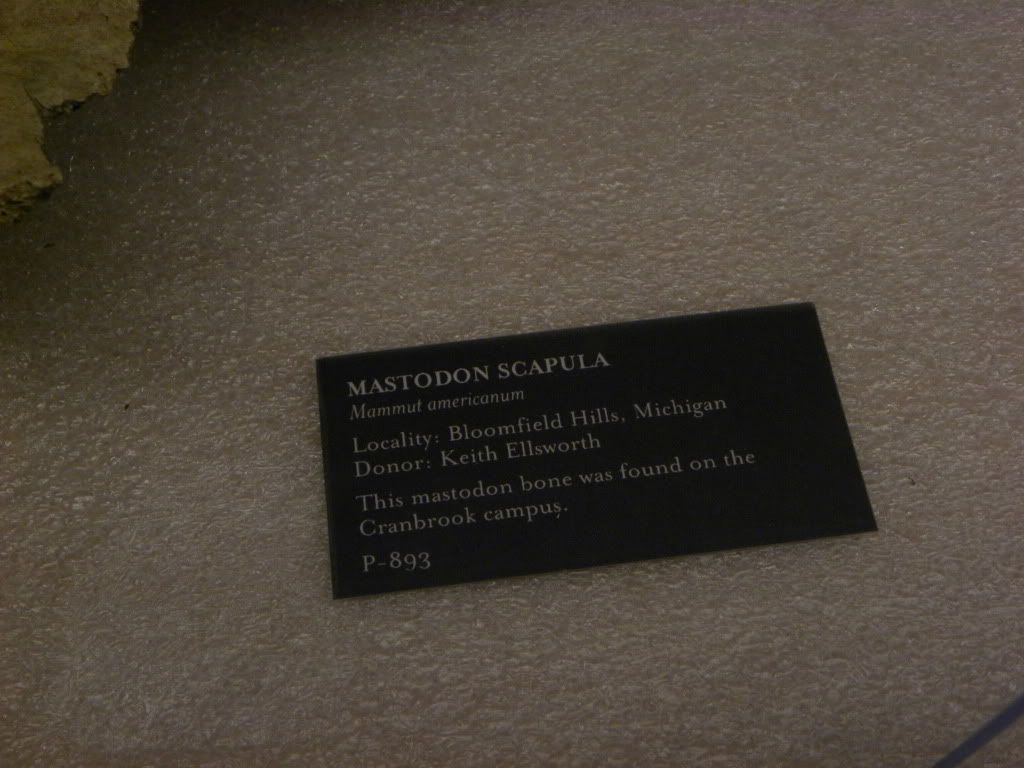 MASTODON SCAPULA
Mammut americanum
Locality: Bloomfield Hills, Michigan
Donor: Keith Ellsworth
This mastodon bone was found on the
Cranbrook campus.
P-893